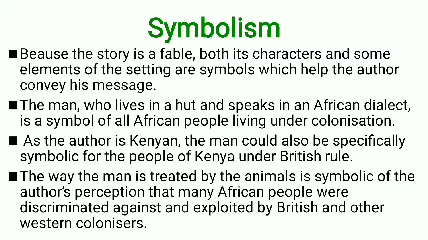 Symbolism
■ Beause the story is a fable, both its characters and some
elements of the setting are symbols which help the author
convey his message.
■ The man, who lives in a hut and speaks in an African dialect,
is a symbol of all African people living under colonisation.
■ As the author is Kenyan, the man could also be specifically
symbolic for the people of Kenya under British rule.
■ The way the man is treated by the animals is symbolic of the
author's perception that many African people were
discriminated against and exploited by British and other
western colonisers.